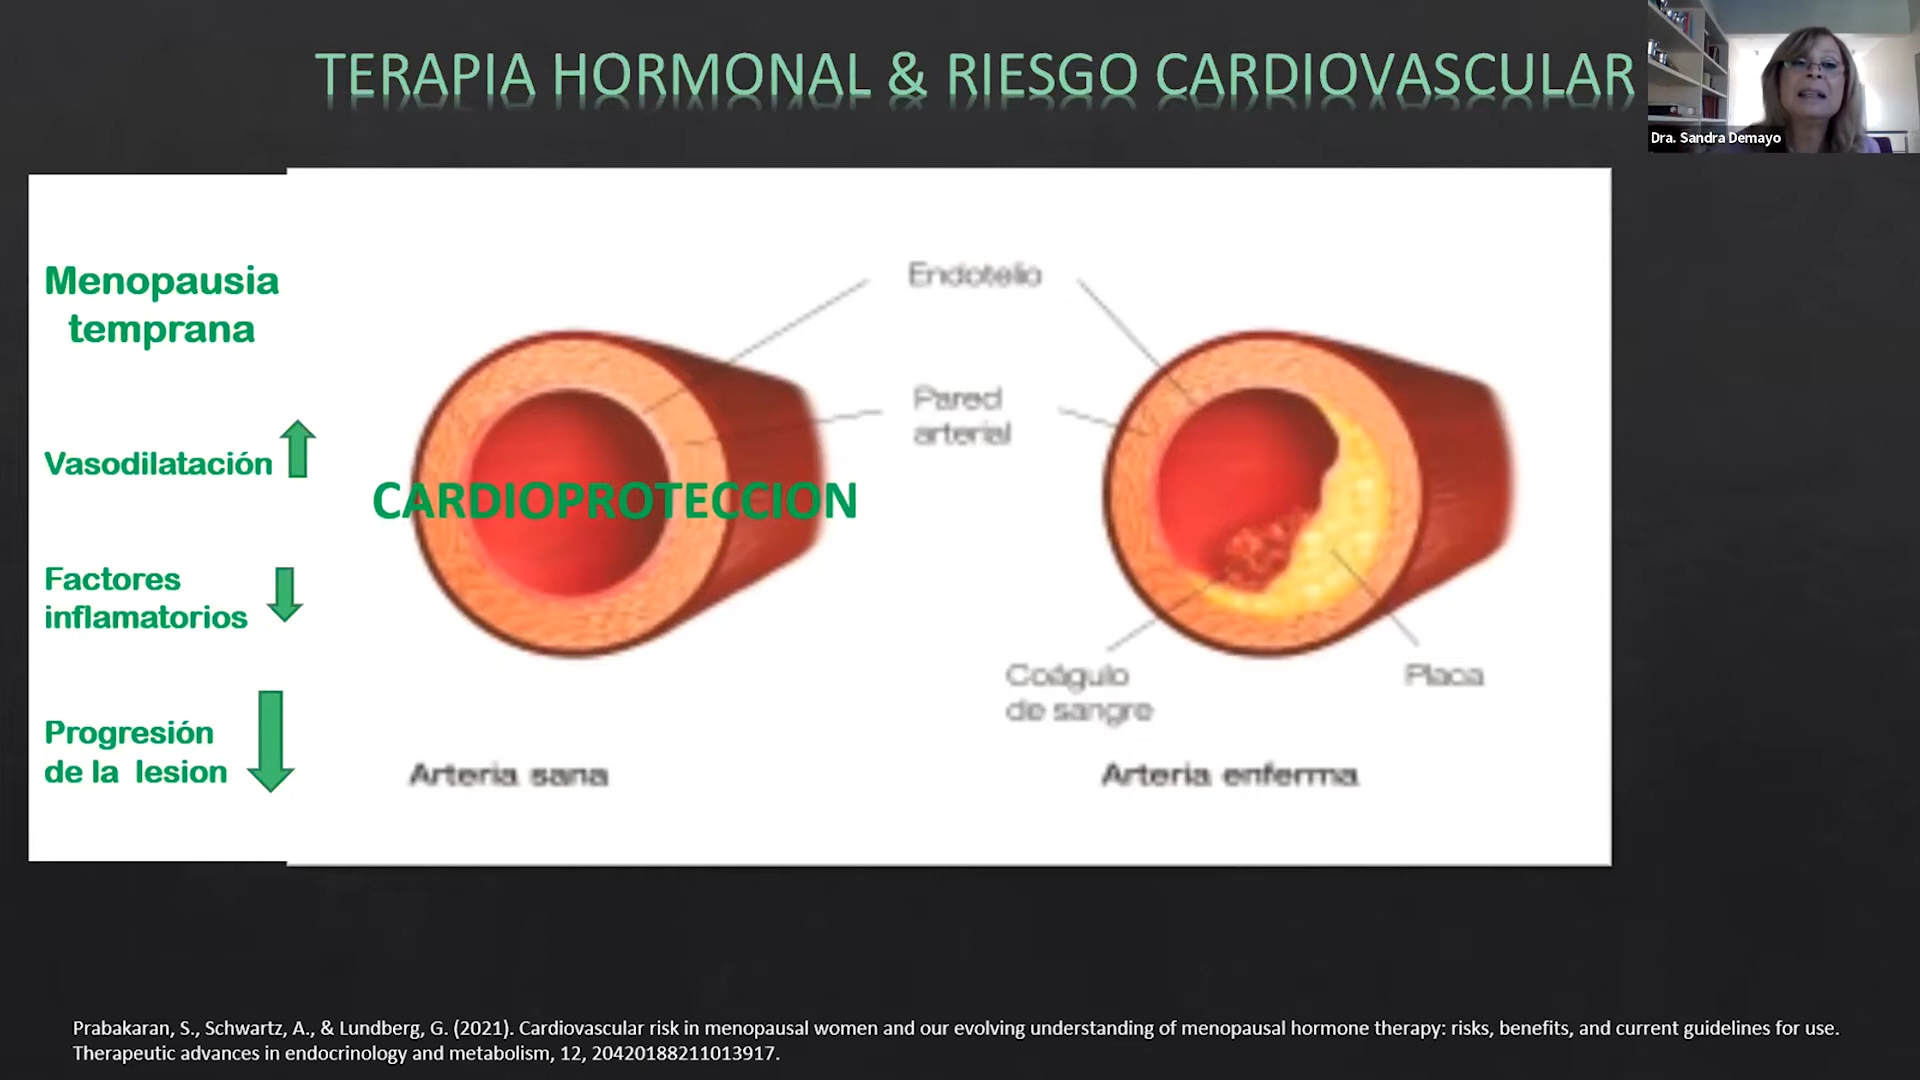 TERAPIA HORMONAL & RIESGO CARDIOVASCULAR
Dra. Sandra Demayo
Menopausia
temprana
Vasodilatación
Factores
inflamatorios
Progresión
de la lesion
CARDIOPROTECCION
Endotelio
Pared
arterial
Coágulo
de sangre
Placa
Arteria sana
Arteria enferma
Prabakaran, S., Schwartz, A., & Lundberg, G. (2021). Cardiovascular risk in menopausal women and our evolving understanding of menopausal hormone therapy: risks, benefits, and current guidelines for use.
Therapeutic advances in endocrinology and metabolism, 12, 20420188211013917.